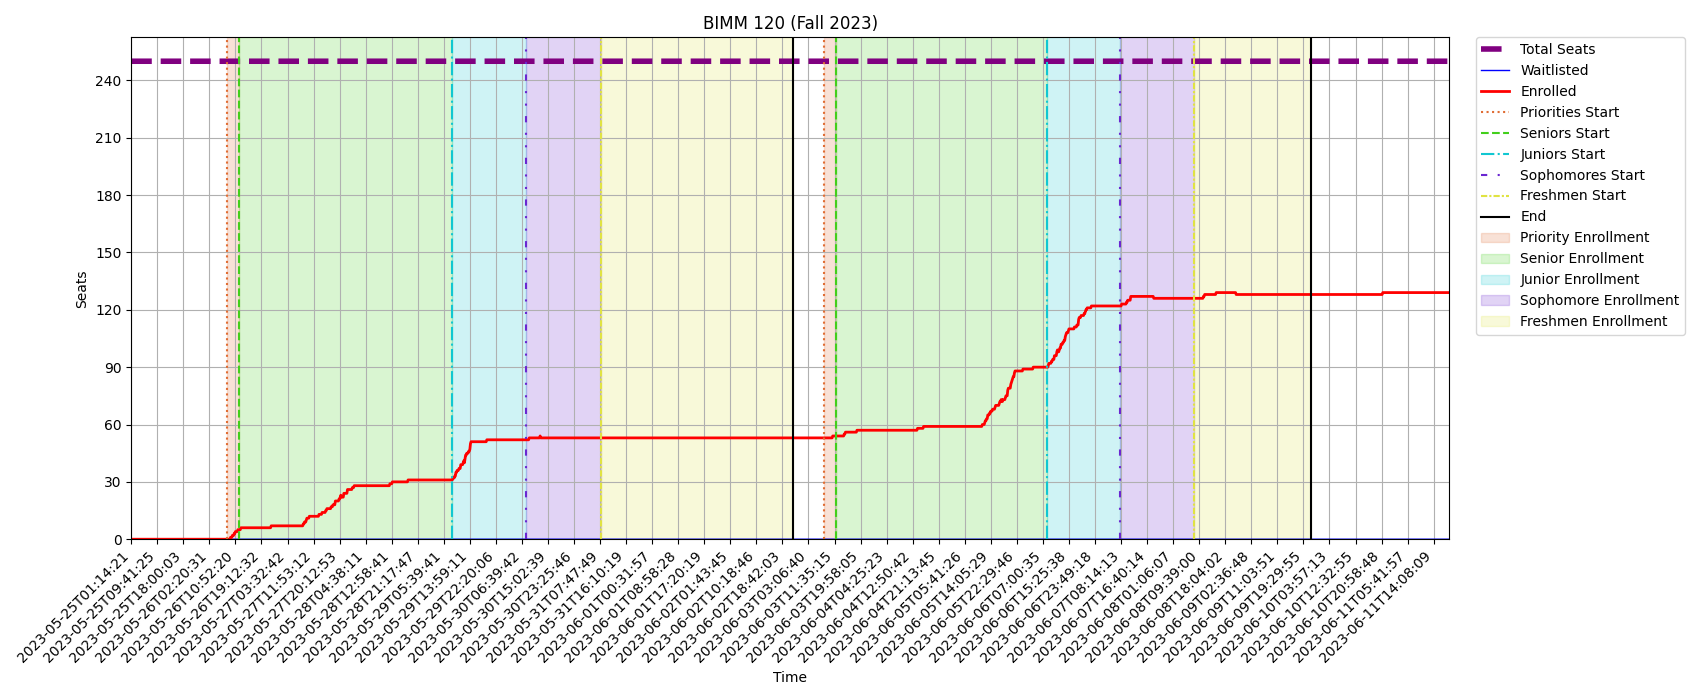 BIMM 120 (Fall 2023)
Seats
240
210
180
150
120
90
60
30
0
2023-05-25T01:14:21
2023-05-25T09:41:25
2023-05-25T18:00:03
2023-05-26T02:20:31
2023-05-26T10:52:20
2023-05-26T19:12:32
2023-05-27T03:32:42
2023-05-27T11:53:12
2023-05-27T20:12:53
2023-05-28T04:38:11
2023-05-28T12:58:41
2023-05-28T21:17:47
2023-05-29T05:39:41
2023-05-29T13:59:11
2023-05-29T22:20:06
2023-05-30T06:39:42
2023-05-30T15:02:39
2023-05-30T23:25:46
2023-05-31T07:47:49
2023-05-31T16:10:19
2023-06-01T00:31:57
2023-06-01T08:58:28
2023-06-01T17:20:19
2023-06-02T01:43:45
2023-06-02T10:18:46
2023-06-02T18:42:03
2023-06-03T03:06:40
2023-06-03T11:35:15
2023-06-03T19:58:05
2023-06-04T04:25:23
2023-06-04T12:50:42
2023-06-04T21:13:45
2023-06-05T05:41:26
2023-06-05T14:05:29
2023-06-05T22:29:46
2023-06-06T07:00:35
2023-06-06T15:25:38
2023-06-06T23:49:18
2023-06-07T08:14:13
2023-06-07T16:40:14
2023-06-08T01:06:07
2023-06-08T09:39:00
2023-06-08T18:04:02
2023-06-09T02:36:48
2023-06-09T11:03:51
2023-06-09T19:29:55
2023-06-10T03:57:13
2023-06-10T12:32:55
2023-06-10T20:58:48
2023-06-11T05:41:57
2023-06-11T14:08:09
Time
Total Seats
Waitlisted
Enrolled
Priorities Start
Seniors Start
Juniors Start
Sophomores Start
Freshmen Start
End
Priority Enrollment
Senior Enrollment
Junior Enrollment
Sophomore Enrollment
Freshmen Enrollment